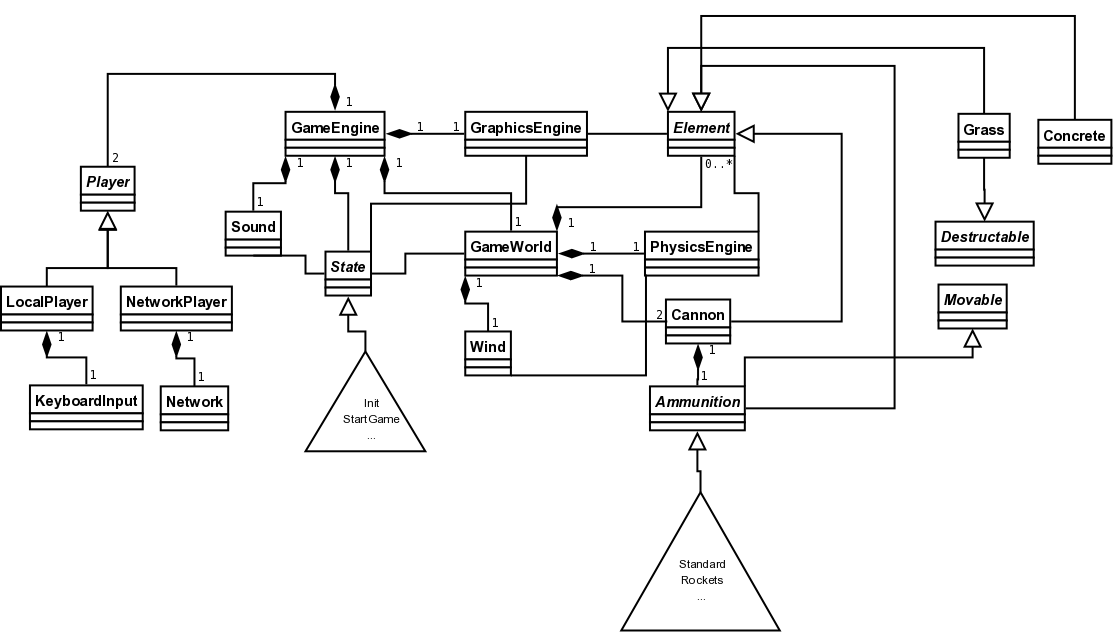 1
GameEngine
1
1
GraphicsEngine
Element
Grass
Concrete
2
Player
1
1
1
0..*
1
Sound
1
1
GameWorld
1
1
PhysicsEngine
Destructable
State
1
LocalPlayer
NetworkPlayer
1
1
Wind
2
Cannon
Movable
1
1
1
1
KeyboardInput
1
Network
1
Ammunition
Init
StartGame
...
Standard
Rockets
...